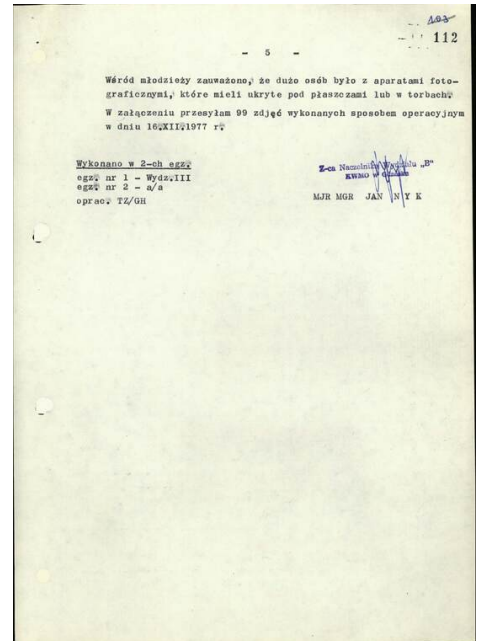 103
112
- 5 -
Wśród młodzieży zauważono, że dużo osób było z aparatami foto-
graficznymi, które mieli ukryte pod płaszczami lub w torbach.
W załączeniu przesyłam 99 zdjęć wykonanych sposobem operacyjnym
w dniu 16.XII.1977 r.
Wykonano w 2-ch egz.
egz. nr 1 - Wydz.III
egz. nr 2 - a/a
oprac. TZ/GH
Z-ca Naczelnika Wydziału „B"
KWMO w Gdańsku
MJR MGR JAN N Y K